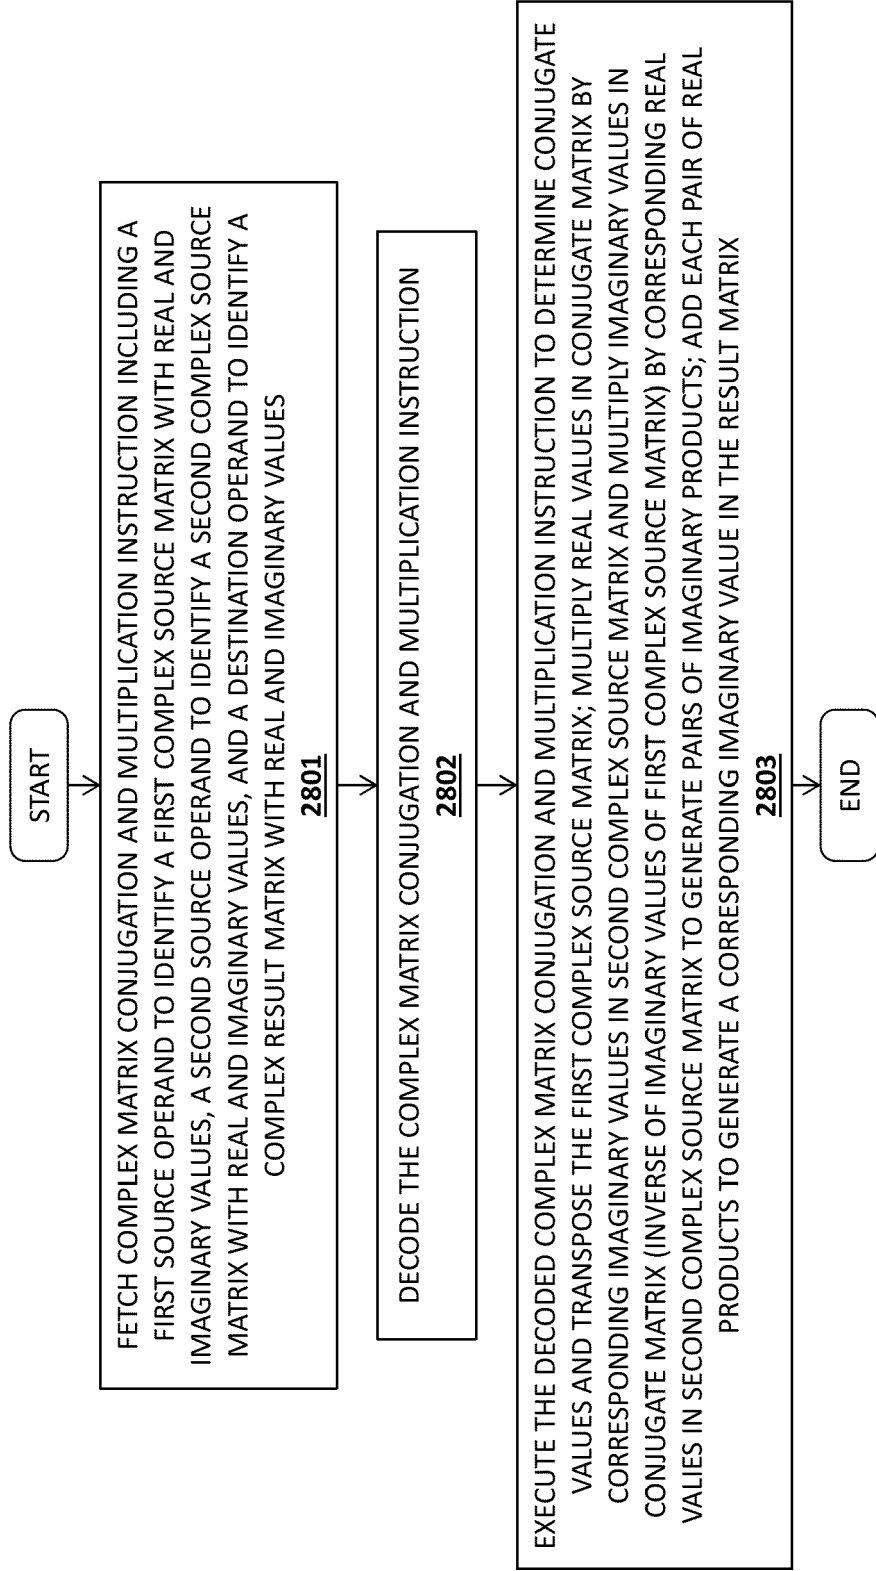 START
FETCH COMPLEX MATRIX CONJUGATION AND MULTIPLICATION INSTRUCTION INCLUDING A
FIRST SOURCE OPERAND TO IDENTIFY A FIRST COMPLEX SOURCE MATRIX WITH REAL AND
IMAGINARY VALUES, A SECOND SOURCE OPERAND TO IDENTIFY A SECOND COMPLEX SOURCE
MATRIX WITH REAL AND IMAGINARY VALUES, AND A DESTINATION OPERAND TO IDENTIFY A
COMPLEX RESULT MATRIX WITH REAL AND IMAGINARY VALUES
2801
DECODE THE COMPLEX MATRIX CONJUGATION AND MULTIPLICATION INSTRUCTION
2802
EXECUTE THE DECODED COMPLEX MATRIX CONJUGATION AND MULTIPLICATION INSTRUCTION TO DETERMINE CONJUGATE
VALUES AND TRANSPOSE THE FIRST COMPLEX SOURCE MATRIX; MULTIPLY REAL VALUES IN CONJUGATE MATRIX BY
CORRESPONDING IMAGINARY VALUES IN SECOND COMPLEX SOURCE MATRIX AND MULTIPLY IMAGINARY VALUES IN
CONJUGATE MATRIX (INVERSE OF IMAGINARY VALUES OF FIRST COMPLEX SOURCE MATRIX) BY CORRESPONDING REAL
VALIES IN SECOND COMPLEX SOURCE MATRIX TO GENERATE PAIRS OF IMAGINARY PRODUCTS; ADD EACH PAIR OF REAL
PRODUCTS TO GENERATE A CORRESPONDING IMAGINARY VALUE IN THE RESULT MATRIX
2803
END